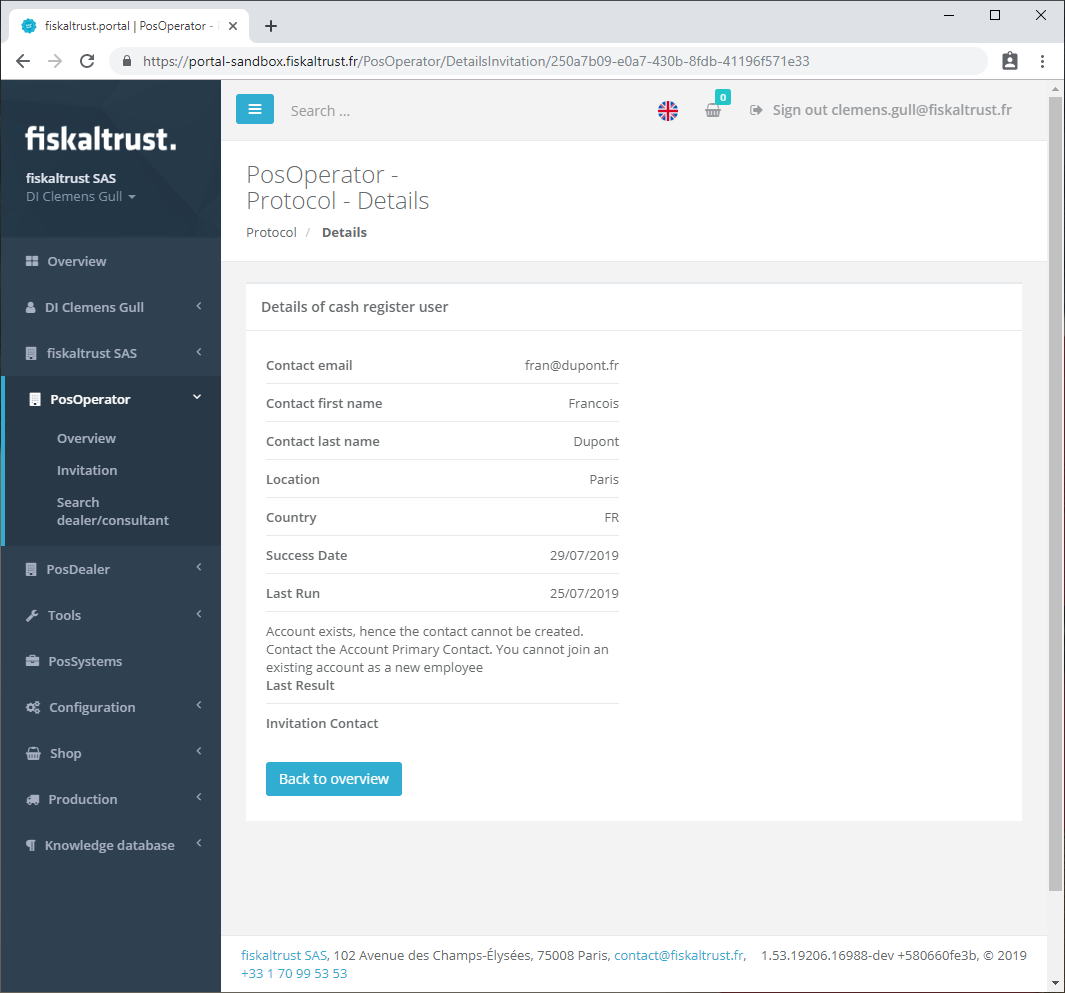 fiskaltrust.portal | PosOperator -
https://portal-sandbox.fiskaltrust.fr/PosOperator/DetailsInvitation/250a7b09-e0a7-430b-8fdb-41196f571e33
fiskaltrust.
fiskaltrust SAS
DI Clemens Gull
Overview
DI Clemens Gull
fiskaltrust SAS
PosOperator
Overview
Invitation
Search
dealer/consultant
PosDealer
Tools
PosSystems
Configuration
Shop
Production
Knowledge database
Search ...
0
Sign out clemens.gull@fiskaltrust.fr
PosOperator -
Protocol - Details
Protocol / Details
Details of cash register user
Contact email fran@dupont.fr
Contact first name Francois
Contact last name Dupont
Location Paris
Country FR
Success Date 29/07/2019
Last Run 25/07/2019
Account exists, hence the contact cannot be created.
Contact the Account Primary Contact. You cannot join an
existing account as a new employee
Last Result
Invitation Contact
Back to overview
fiskaltrust SAS, 102 Avenue des Champs-Élysées, 75008 Paris, contact@fiskaltrust.fr, 1.53.19206.16988-dev +580660fe3b, © 2019
+33 1 70 99 53 53